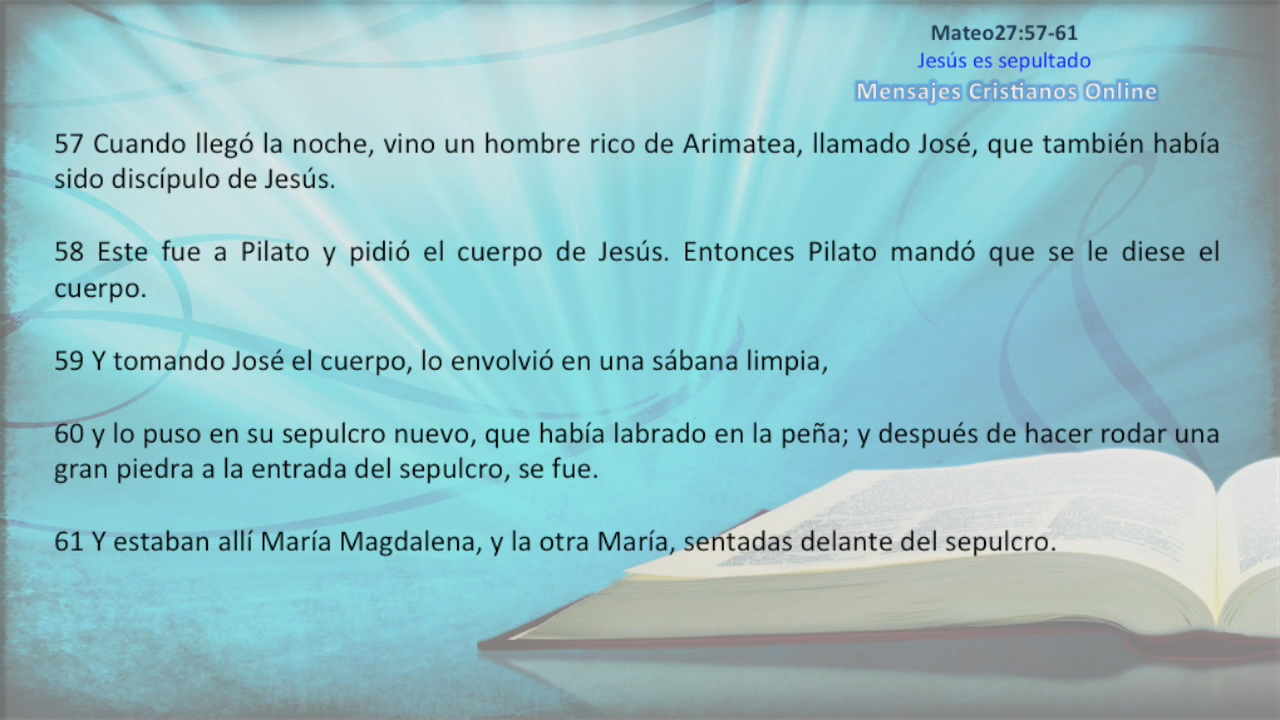 Mateo27:57-61
Jesús es sepultado
Mensajes Cristianos Online
57 Cuando llegó la noche, vino un hombre rico de Arimatea, llamado José, que también había
sido discípulo de Jesús.
58 Este fue a Pilato y pidió el cuerpo de Jesús. Entonces Pilato mandó que se le diese el
cuerpo.
59 Y tomando José el cuerpo, lo envolvió en una sábana limpia,
60 y lo puso en su sepulcro nuevo, que había labrado en la peña; y después de hacer rodar una
gran piedra a la entrada del sepulcro, se fue.
61 Y estaban allí María Magdalena, y la otra María, sentadas delante del sepulcro.